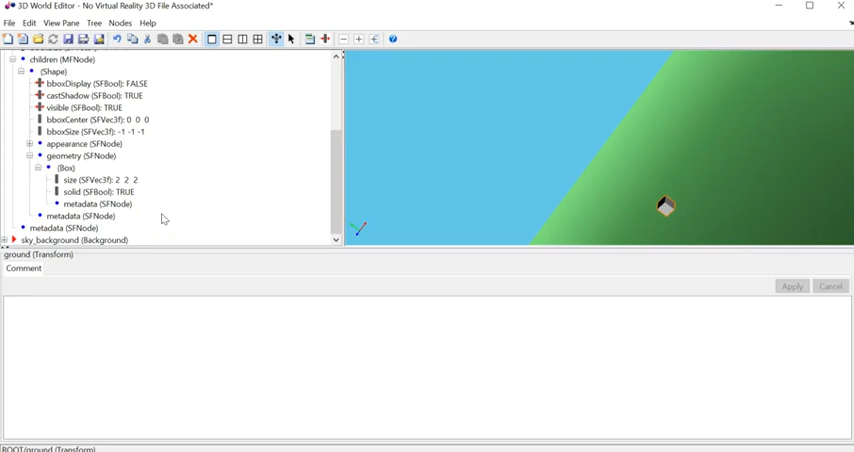 3D World Editor - No Virtual Reality 3D File Associated*
File Edit View Pane Tree Nodes Help
children (MFNode)
(Shape)
bboxDisplay (SFBool): FALSE
castShadow (SFBool): TRUE
visible (SFBool): TRUE
bboxCenter (SFVec3f): 0 0 0
bboxSize (SFVec3f): -1 -1 -1
appearance (SFNode)
geometry (SFNode)
(Box)
size (SFVec3f): 2 2 2
solid (SFBool): TRUE
metadata (SFNode)
metadata (SFNode)
metadata (SFNode)
sky_background (Background)
ground (Transform)
Comment
Apply Cancel
ROOT/ground (Transform)